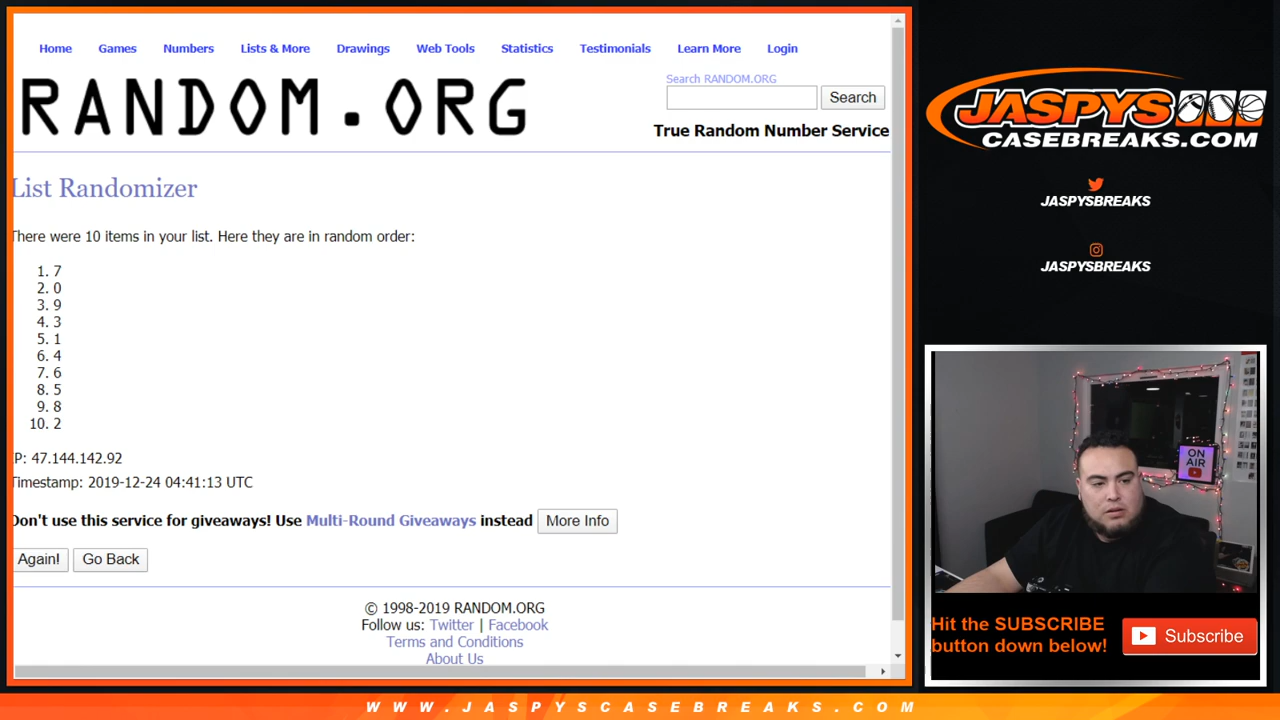 Home Games Numbers Lists & More Drawings Web Tools Statistics Testimonials Learn More Login
RANDOM.ORG
Search RANDOM.ORG
Search
True Random Number Service
List Randomizer
There were 10 items in your list. Here they are in random order:
1. 7
2. 0
3. 9
4. 3
5. 1
6. 4
7. 6
8. 5
9. 8
10. 2
IP: 47.144.142.92
Timestamp: 2019-12-24 04:41:13 UTC
Don't use this service for giveaways! Use Multi-Round Giveaways instead More Info
Again! Go Back
© 1998-2019 RANDOM.ORG
Follow us: Twitter | Facebook
Terms and Conditions
About Us
JASPYS
CASEBREAKS.COM
JASPYSBREAKS
JASPYSBREAKS
ON
AIR
Hit the SUBSCRIBE
button down below!
Subscribe
WWW.JASPYSCASEBREAKS.COM